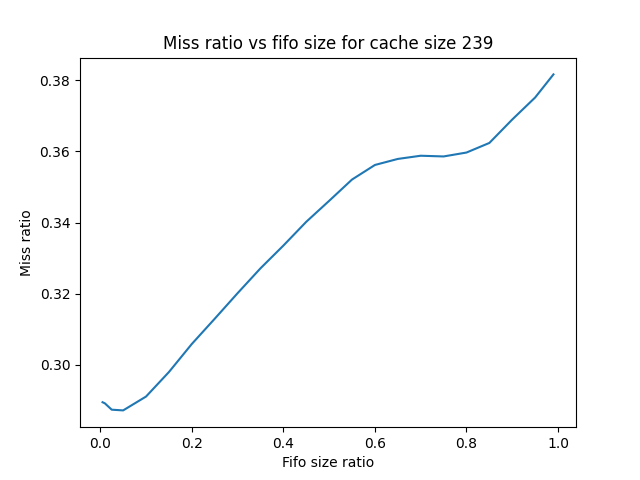 Miss ratio vs fifo size for cache size 239
0.38
0.36
0.34
0.32
0.30
Miss ratio
0.0 0.2 0.4 0.6 0.8 1.0
Fifo size ratio